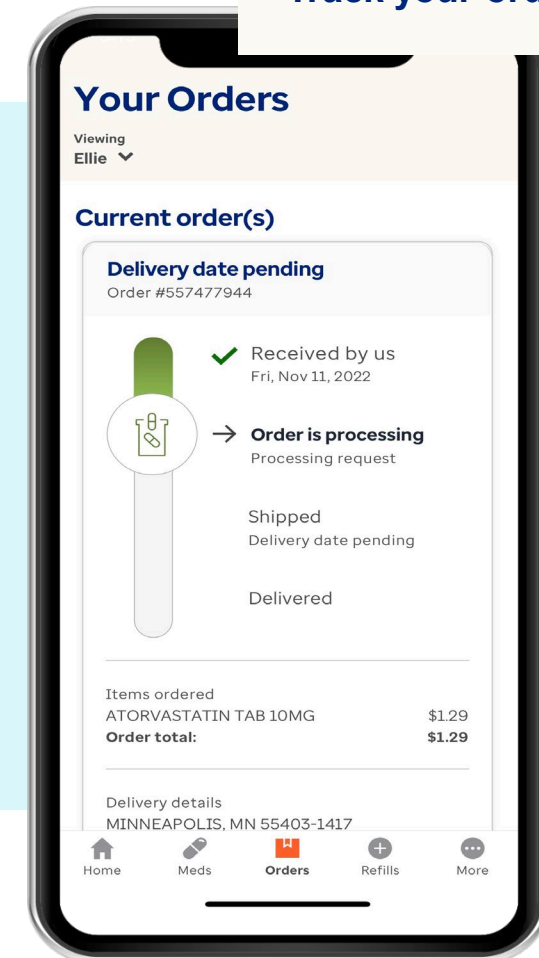 Your Orders
Viewing
Ellie
Current order(s)
Delivery date pending
Order #557477944
Received by us
Fri, Nov 11, 2022
Order is processing
Processing request
Shipped
Delivery date pending
Delivered
Items ordered
ATORVASTATIN TAB 10MG $1.29
Order total: $1.29
Delivery details
MINNEAPOLIS, MN 55403-1417
Home Meds Orders Refills More